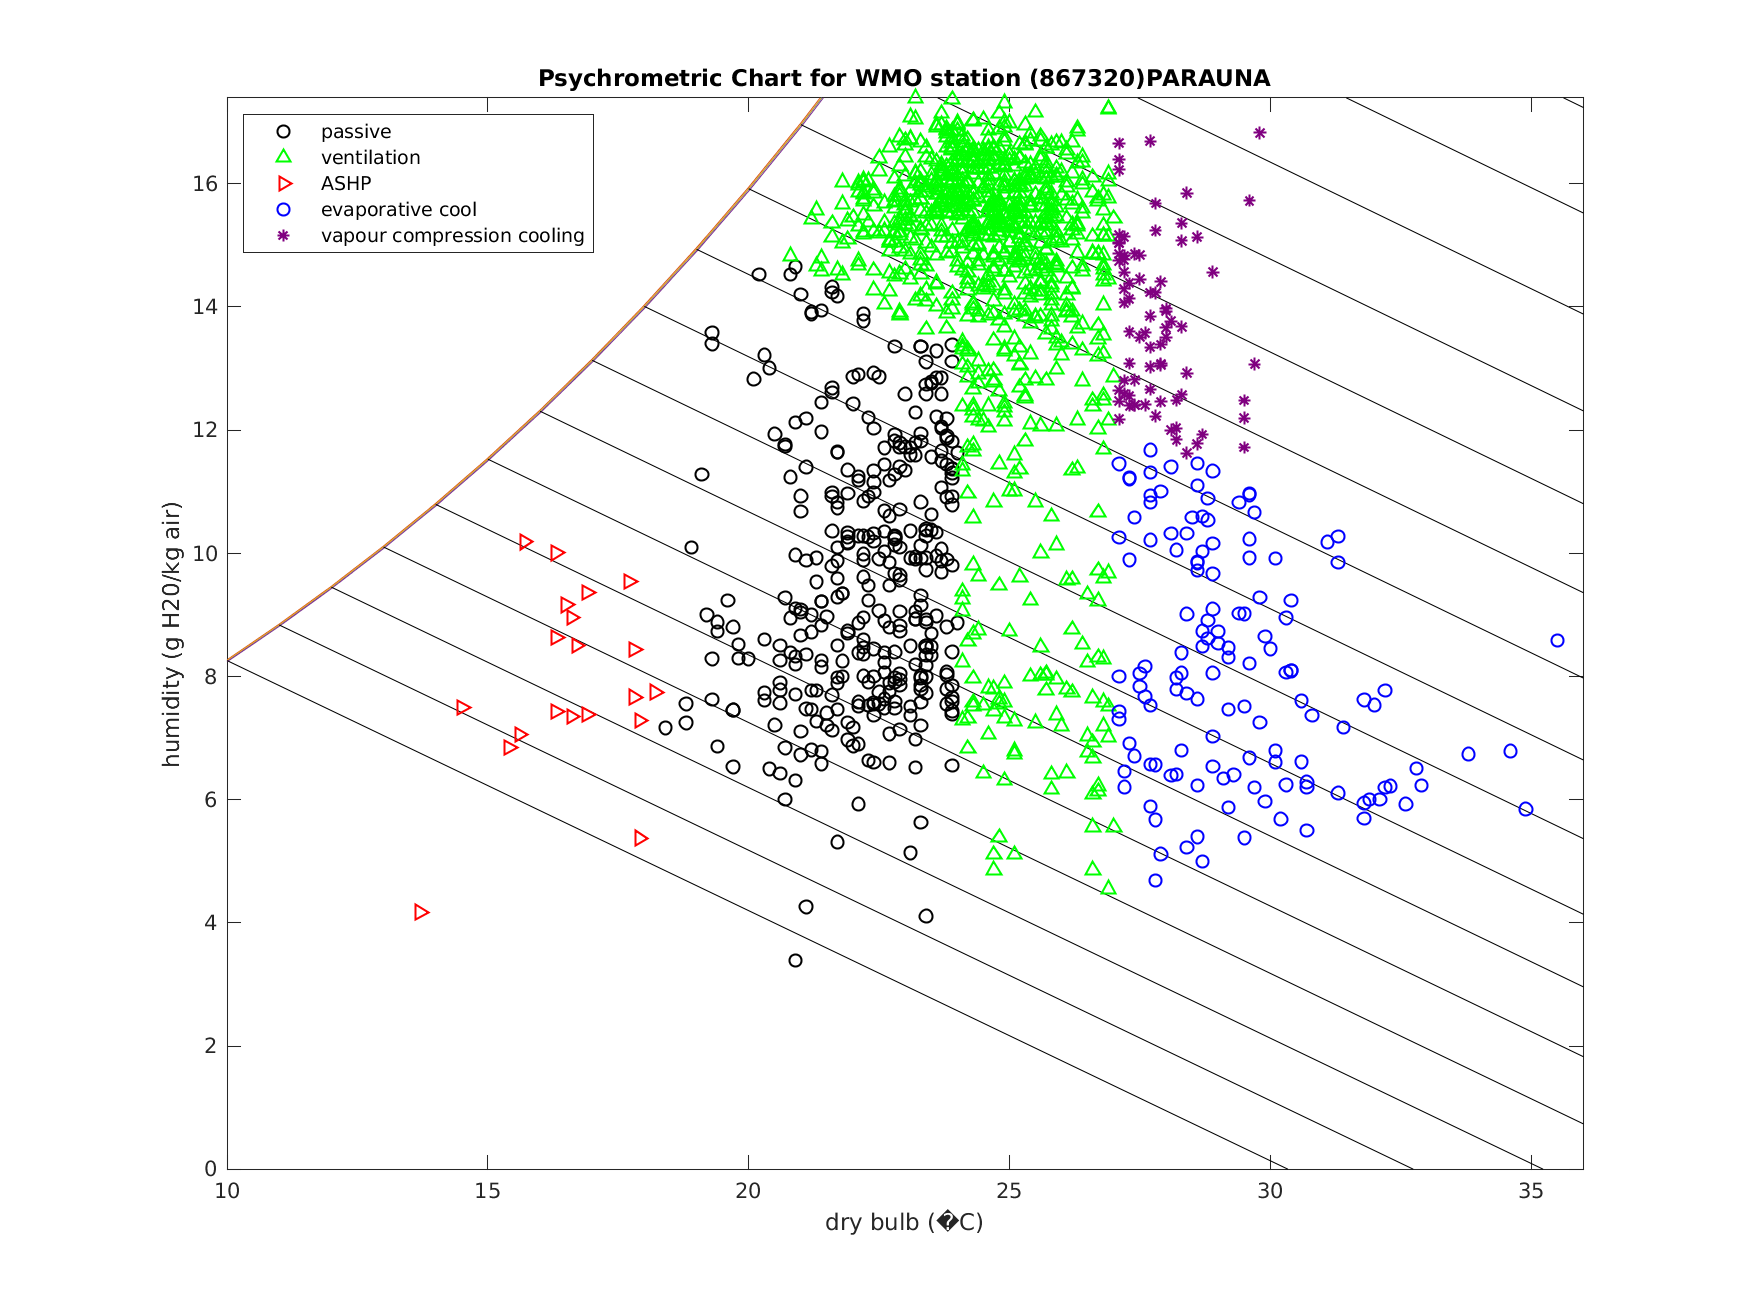 Psychrometric Chart for WMO station (867320)PARAUNA
passive
ventilation
ASHP
evaporative cool
vapour compression cooling
humidity (g H20/kg air)
16
14
12
10
8
6
4
2
0
10 15 20 25 30 35
dry bulb (�C)